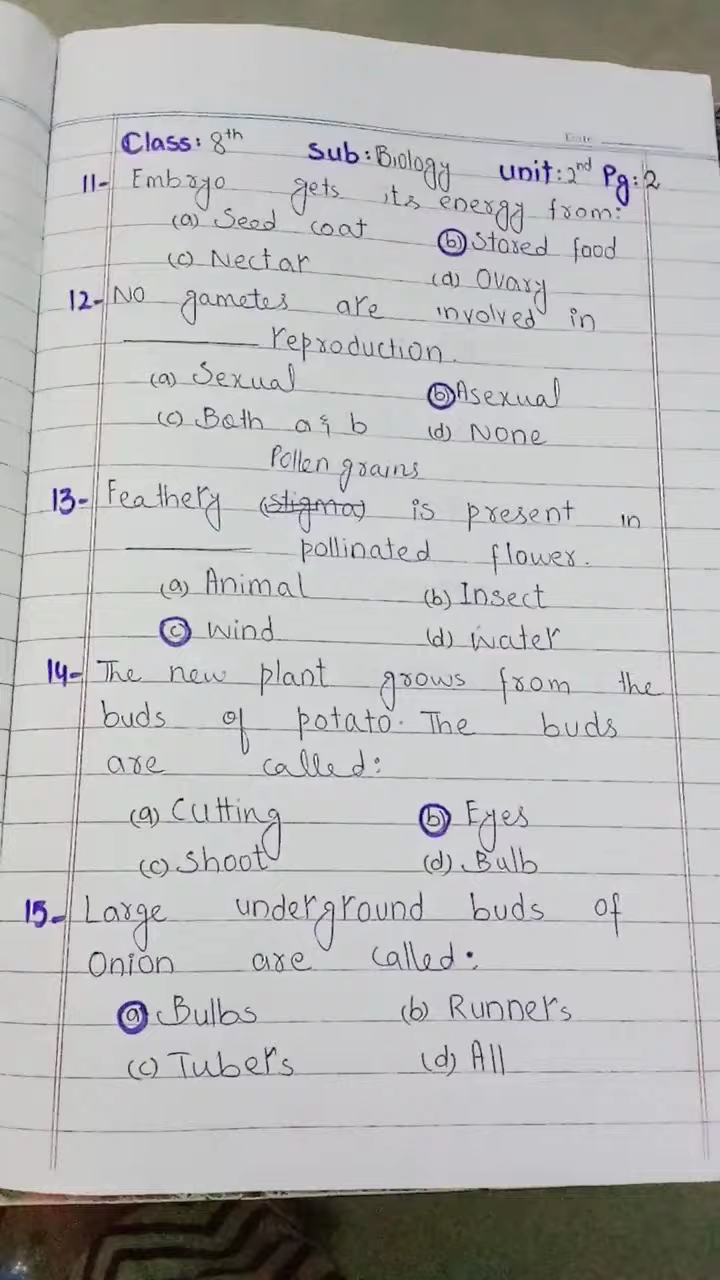 Date
Class: 8th Sub: Biology unit: 2nd Pg: 2
11- Embryo gets its energy from:
(a) Seed coat (b) Stored food
(c) Nectar (d) Ovary
12- No gametes are involved in
________ reproduction.
(a) Sexual (b) Asexual
(c) Both a & b (d) None
Pollen grains
13- Feathery (stigma) is present in
________ pollinated flower.
(a) Animal (b) Insect
(c) Wind (d) Water
14- The new plant grows from the
buds of potato. The buds
are called:
(a) Cutting (b) Eyes
(c) Shoot (d) Bulb
15- Large underground buds of
Onion are called:
(a) Bulbs (b) Runners
(c) Tubers (d) All